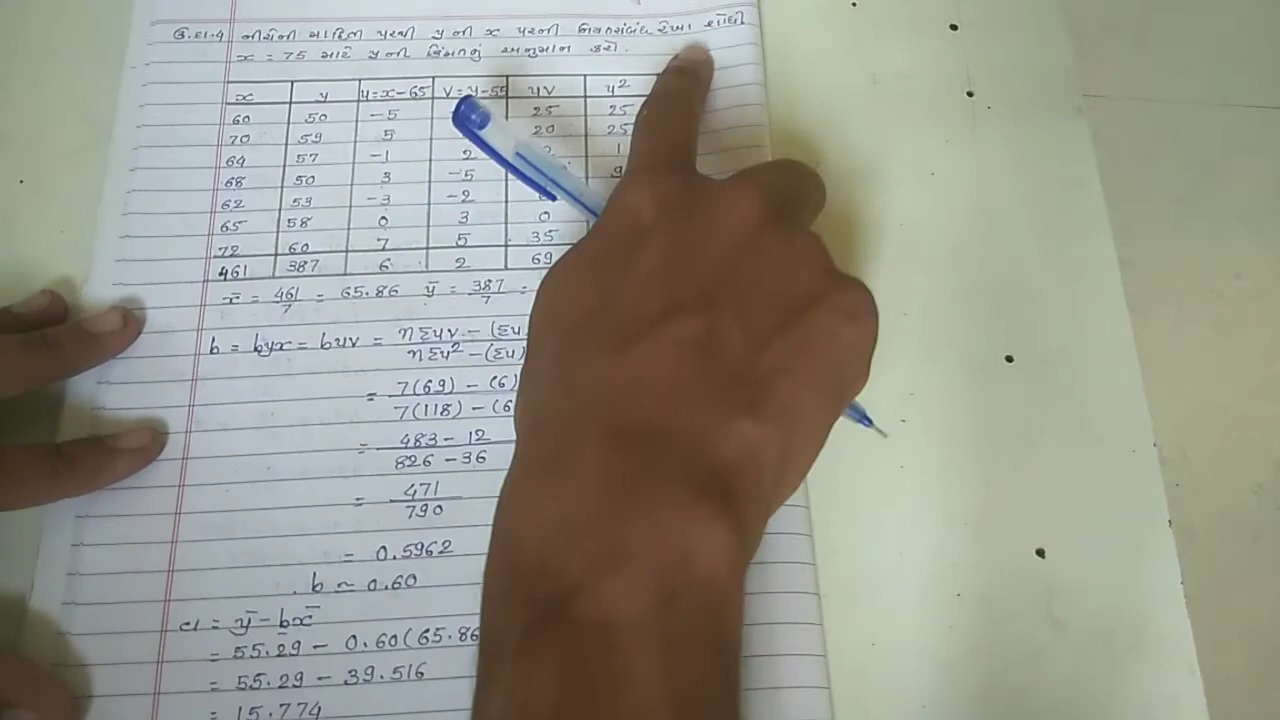 ઉ.દા-4 નીચેની માહિતી પરથી y ની x પરની નિયતસંબંધ રેખા શોધી
x = 75 માટે y ની કિંમતનું અનુમાન કરો.
x y u=x-65 v=y-55 uv u²
60 50 -5 25 25
70 59 5 20 25
64 57 -1 2 1
68 50 3 -5 9
62 53 -3 -2
65 58 0 3 0
72 60 7 5 35
461 387 6 2 69
x̄ = 461/7 = 65.86 ȳ = 387/7 =
b = byx = buv = nΣuv - (Σu
nΣu² - (Σu)
= 7(69) - (6)
7(118) - (6
= 483 - 12
826 - 36
= 471
790
= 0.5962
b ≃ 0.60
a = ȳ - bx̄
= 55.29 - 0.60(65.86
= 55.29 - 39.516
= 15.774